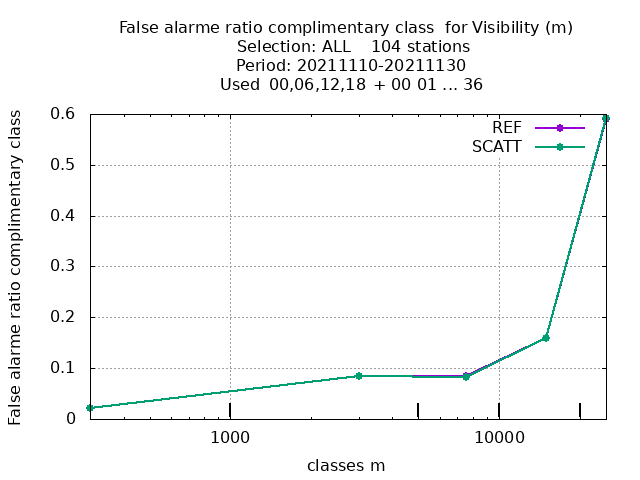 False alarme ratio complimentary class  for Visibility (m)
Selection: ALL    104 stations
Period: 20211110-20211130
Used  00,06,12,18  + 00 01 ... 36
False alarme ratio complimentary class
0.6
0.5
0.4
0.3
0.2
0.1
0
REF
SCATT
1000
10000
classes m